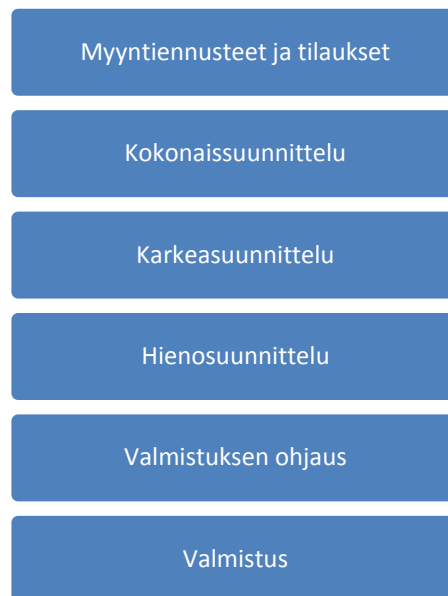 Myyntiennusteet ja tilaukset
Kokonaissuunnittelu
Karkeasuunnittelu
Hienosuunnittelu
Valmistuksen ohjaus
Valmistus